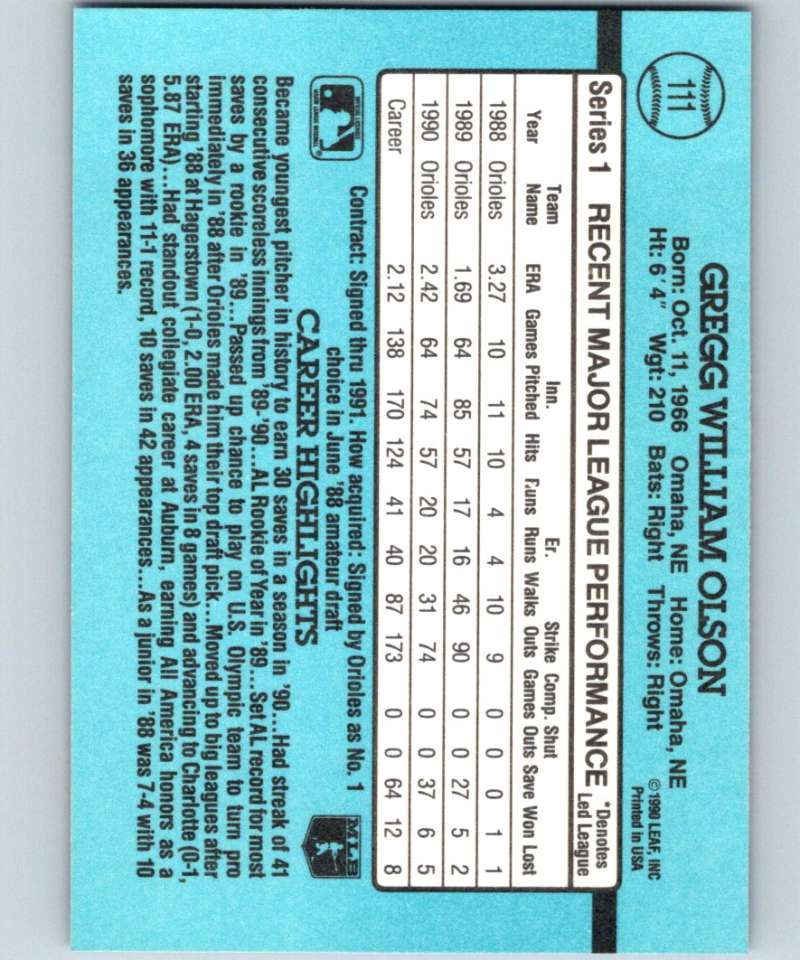 111
GREGG WILLIAM OLSON
Born: Oct. 11, 1966 Omaha, NE Home: Omaha, NE
Ht: 6'4" Wgt: 210 Bats: Right Throws: Right
©1990 LEAF, INC
Printed in USA
Series 1 RECENT MAJOR LEAGUE PERFORMANCE *Denotes
Led League
Team Inn. Er. Strike Comp. Shut
Year Name ERA Games Pitched Hits Runs Runs Walks Outs Games Outs Save Won Lost
1988 Orioles 3.27 10 11 10 4 4 10 9 0 0 0 1 1
1989 Orioles 1.69 64 85 57 17 16 46 90 0 0 27 5 2
1990 Orioles 2.42 64 74 57 20 20 31 74 0 0 37 6 5
Career 2.12 138 170 124 41 40 87 173 0 0 64 12 8
Contract: Signed thru 1991. How acquired: Signed by Orioles as No. 1
choice in June '88 amateur draft
MLB
CAREER HIGHLIGHTS
Became youngest pitcher in history to earn 30 saves in a season in '90...Had streak of 41
consecutive scoreless innings from '89-'90...AL Rookie of Year in '89...Set AL record for most
saves by a rookie in '89...Passed up chance to play on U.S. Olympic team to turn pro
immediately in '88 after Orioles made him their top draft pick...Moved up to big leagues after
starting '88 at Hagerstown (1-0, 2.00 ERA, 4 saves in 8 games) and advancing to Charlotte (0-1,
5.87 ERA)...Had standout collegiate career at Auburn, earning All America honors as a
sophomore with 11-1 record, 10 saves in 42 appearances...As a junior in '88 was 7-4 with 10
saves in 36 appearances.